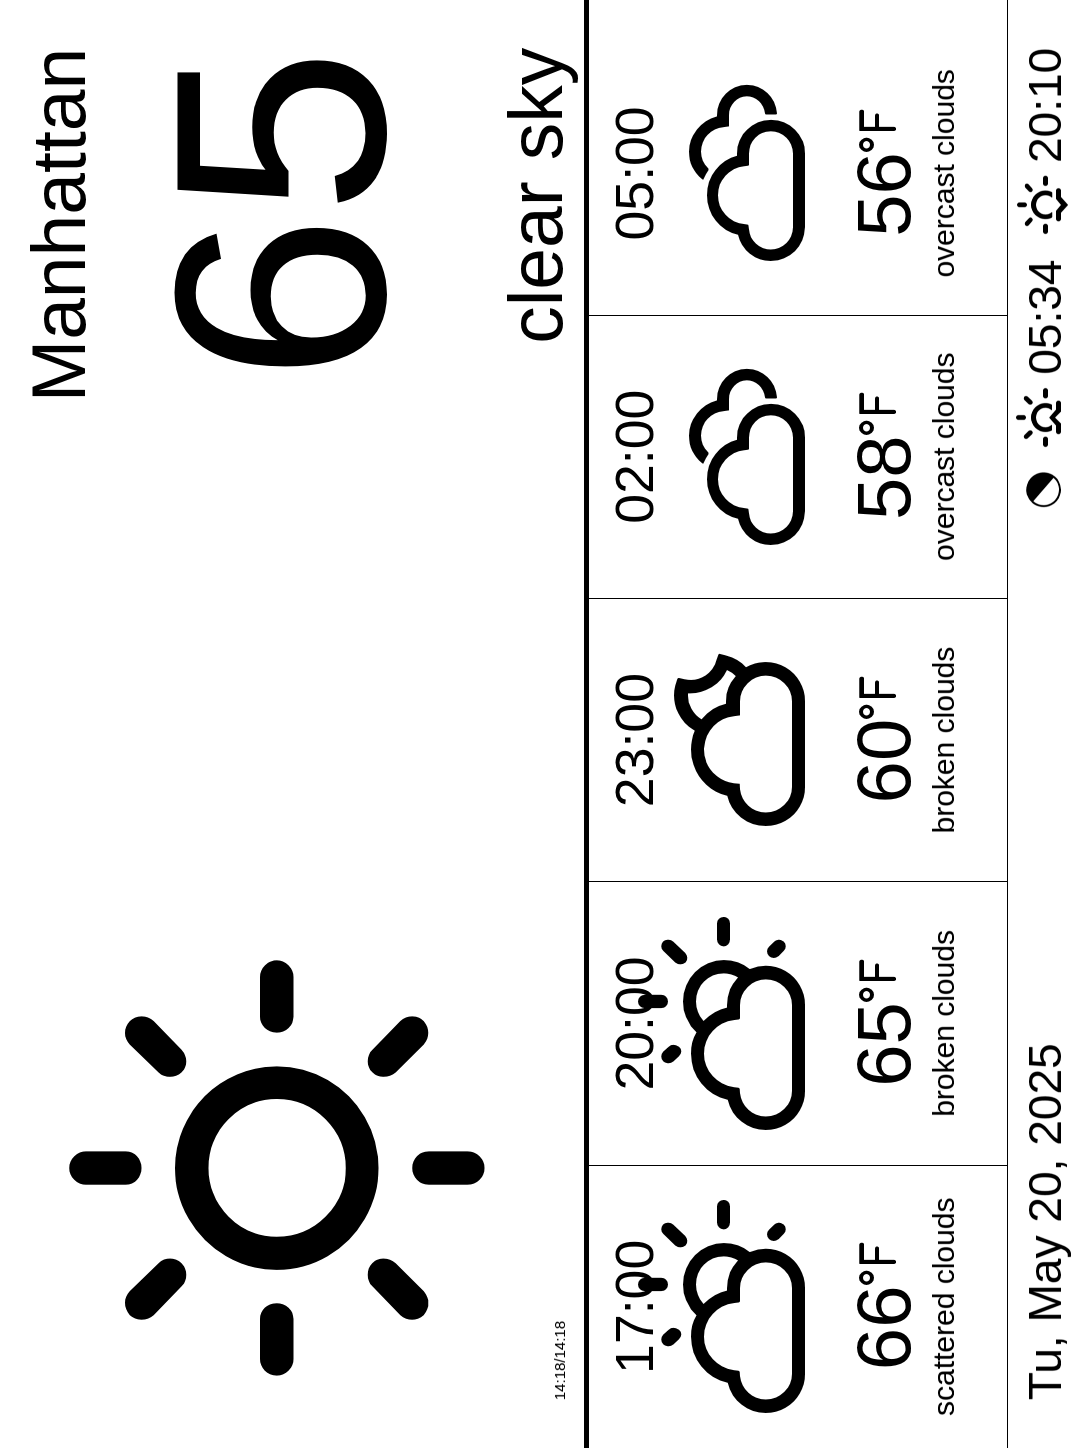 Manhattan
65
clear sky
14:18/14:18
17:00
66°F
scattered clouds
20:00
65°F
broken clouds
23:00
60°F
broken clouds
02:00
58°F
overcast clouds
05:00
56°F
overcast clouds
Tu, May 20, 2025
05:34
20:10